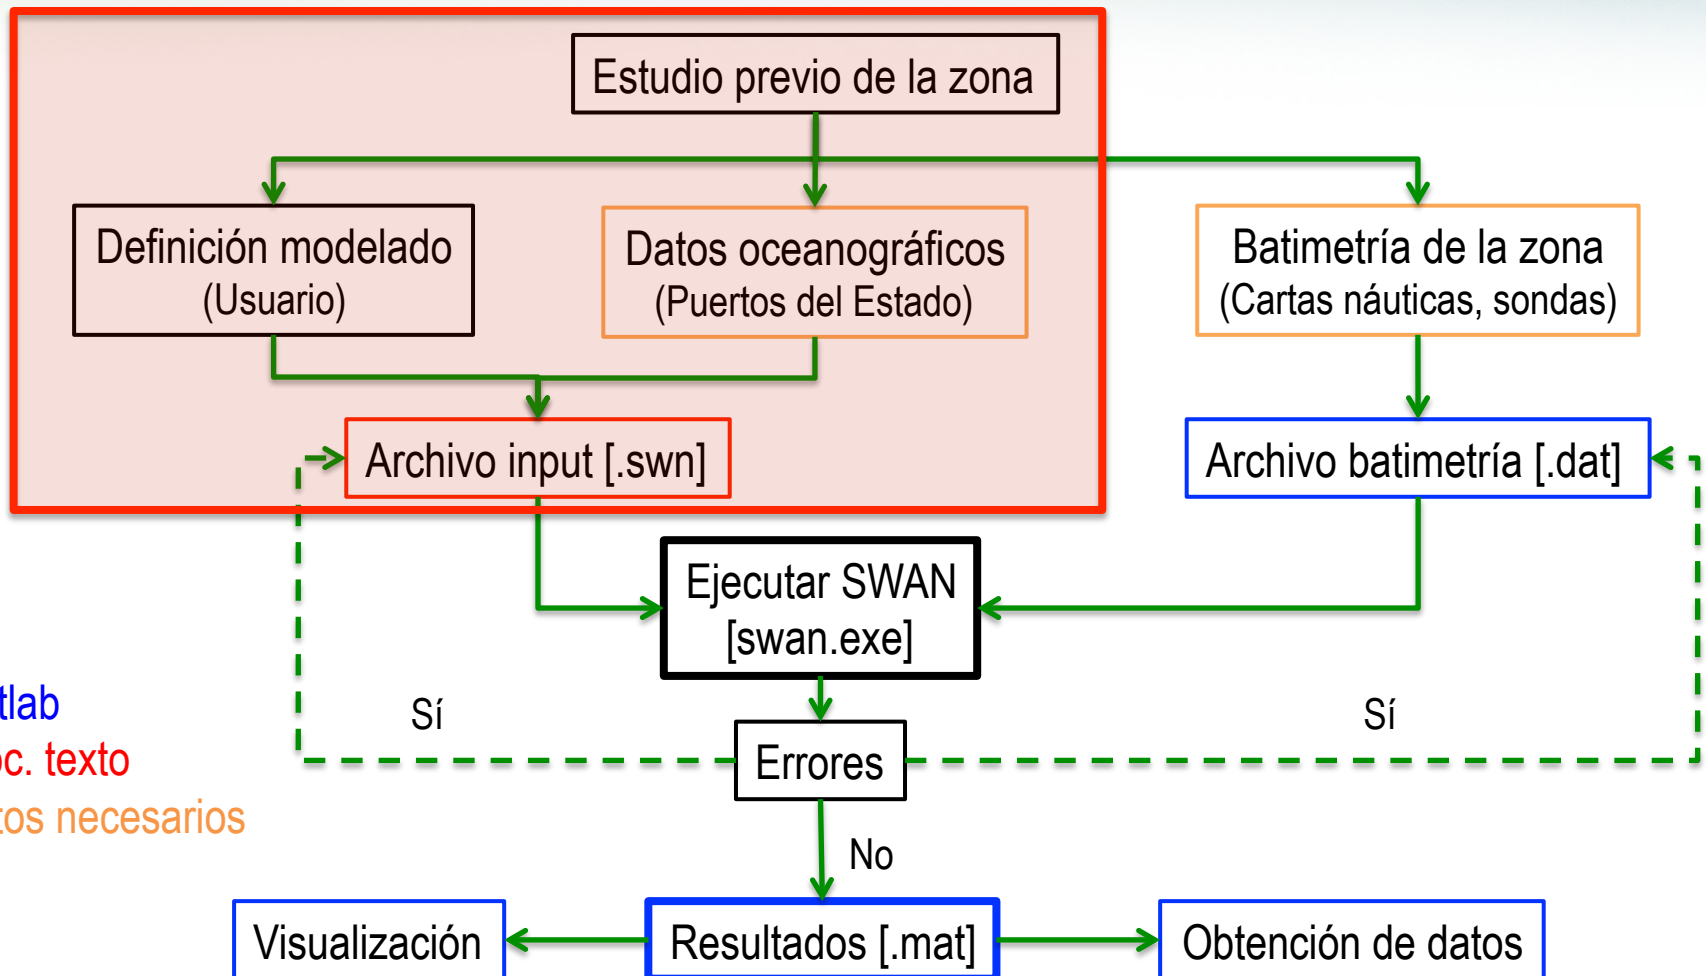 Estudio previo de la zona
Definición modelado
(Usuario)
Datos oceanográficos
(Puertos del Estado)
Batimetría de la zona
(Cartas náuticas, sondas)
Archivo input [.swn]
Archivo batimetría [.dat]
Ejecutar SWAN
[swan.exe]
tlab
Sí
Sí
oc. texto
Errores
tos necesarios
No
Visualización
Resultados [.mat]
Obtención de datos